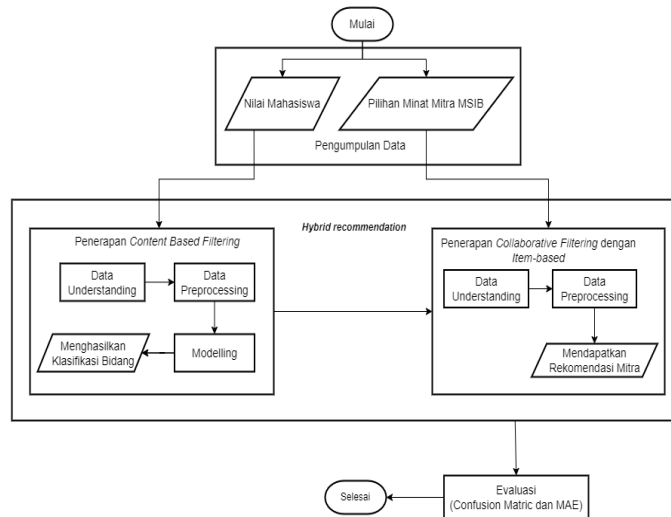 Mulai
Nilai Mahasiswa
Pilihan Minat Mitra MSIB
Pengumpulan Data
Hybrid recommendation
Penerapan Content Based Filtering
Data
Understanding
Data
Preprocessing
Menghasilkan
Klasifikasi Bidang
Modelling
Penerapan Collaborative Filtering dengan
Item-based
Data
Understanding
Data
Preprocessing
Mendapatkan
Rekomendasi Mitra
Evaluasi
(Confusion Matric dan MAE)
Selesai